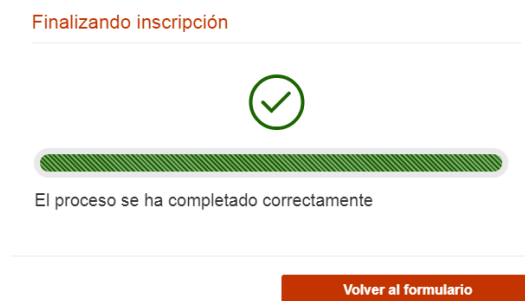 Finalizando inscripción
El proceso se ha completado correctamente
Volver al formulario